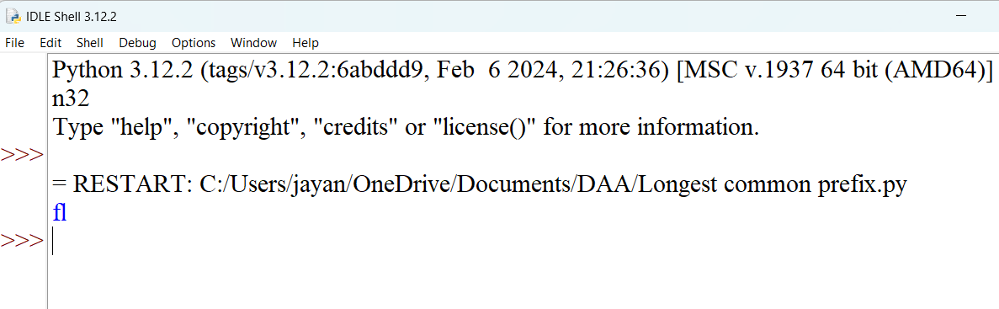 IDLE Shell 3.12.2
File Edit Shell Debug Options Window Help
Python 3.12.2 (tags/v3.12.2:6abddd9, Feb  6 2024, 21:26:36) [MSC v.1937 64 bit (AMD64)]
n32
Type "help", "copyright", "credits" or "license()" for more information.
>>>
= RESTART: C:/Users/jayan/OneDrive/Documents/DAA/Longest common prefix.py
fl
>>>